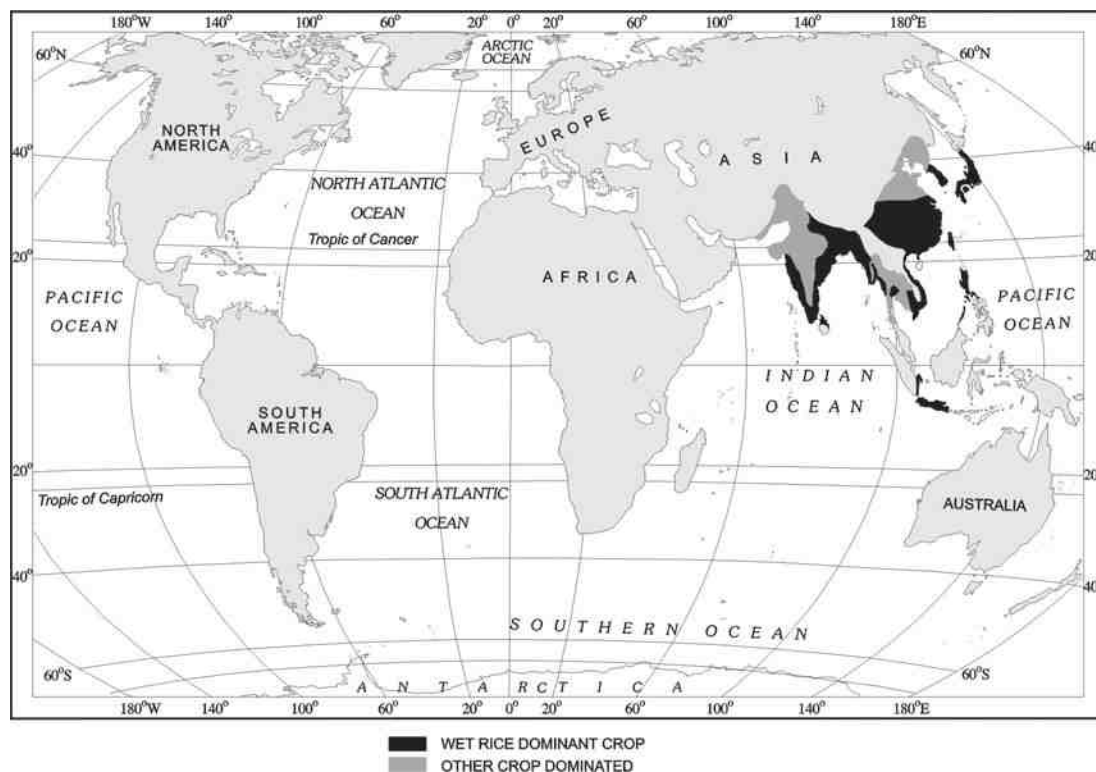 180°W 140° 100° 60° 20° 0° 20° 60° 100° 140° 180°E
60°N
ARCTIC
OCEAN
60°N
NORTH
AMERICA
EUROPE
ASIA
40°
40
NORTH ATLANTIC
OCEAN
Tropic of Cancer
20°
20
AFRICA
PACIFIC
OCEAN
PACIFIC
OCEAN
INDIAN
OCEAN
SOUTH
AMERICA
20°
20
Tropic of Capricorn
SOUTH ATLANTIC
OCEAN
AUSTRALIA
40°
40
SOUTHERN OCEAN
60°S
60°S
ANTARCTICA
180°W 140° 100° 60° 20° 0° 20° 60° 100° 140° 180°E
WET RICE DOMINANT CROP
OTHER CROP DOMINATED